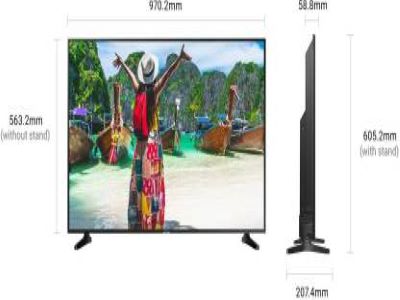 970.2mm
58.8mm
563.2mm
(without stand)
605.2mm
(with stand)
207.4mm